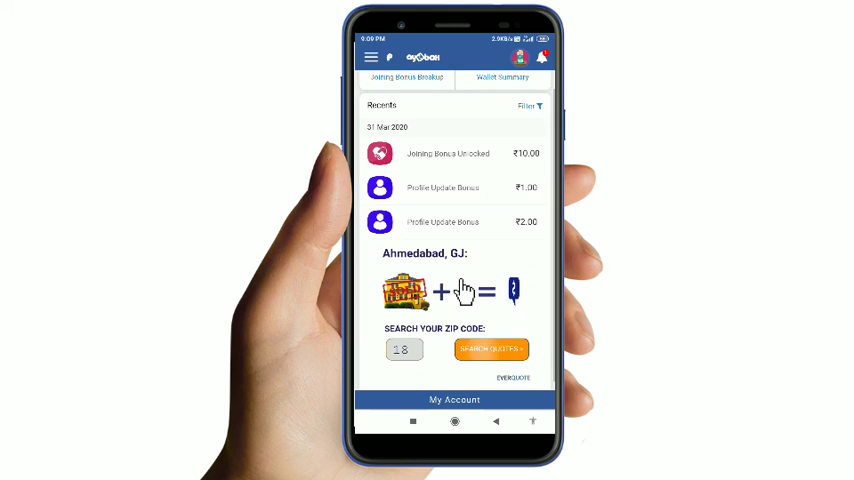 9:09 PM
2.9KB/s
Joining Bonus Breakup
Wallet Summary
Recents
Filter
31 Mar 2020
Joining Bonus Unlocked
₹10.00
Profile Update Bonus
₹1.00
Profile Update Bonus
₹2.00
Ahmedabad, GJ:
+ =
SEARCH YOUR ZIP CODE:
18
SEARCH QUOTES »
EVERQUOTE
My Account